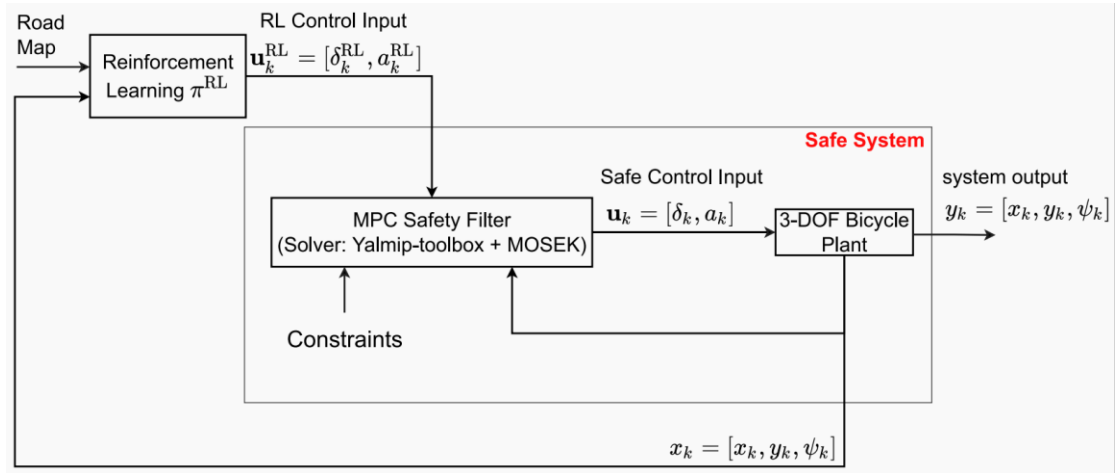 Road
Map
RL Control Input
Reinforcement
Learning π^RL
𝐮_k^RL = [δ_k^RL, a_k^RL]
Safe System
Safe Control Input
system output
MPC Safety Filter
(Solver: Yalmip-toolbox + MOSEK)
𝐮_k = [δ_k, a_k]
3-DOF Bicycle
Plant
y_k = [x_k, y_k, ψ_k]
Constraints
x_k = [x_k, y_k, ψ_k]